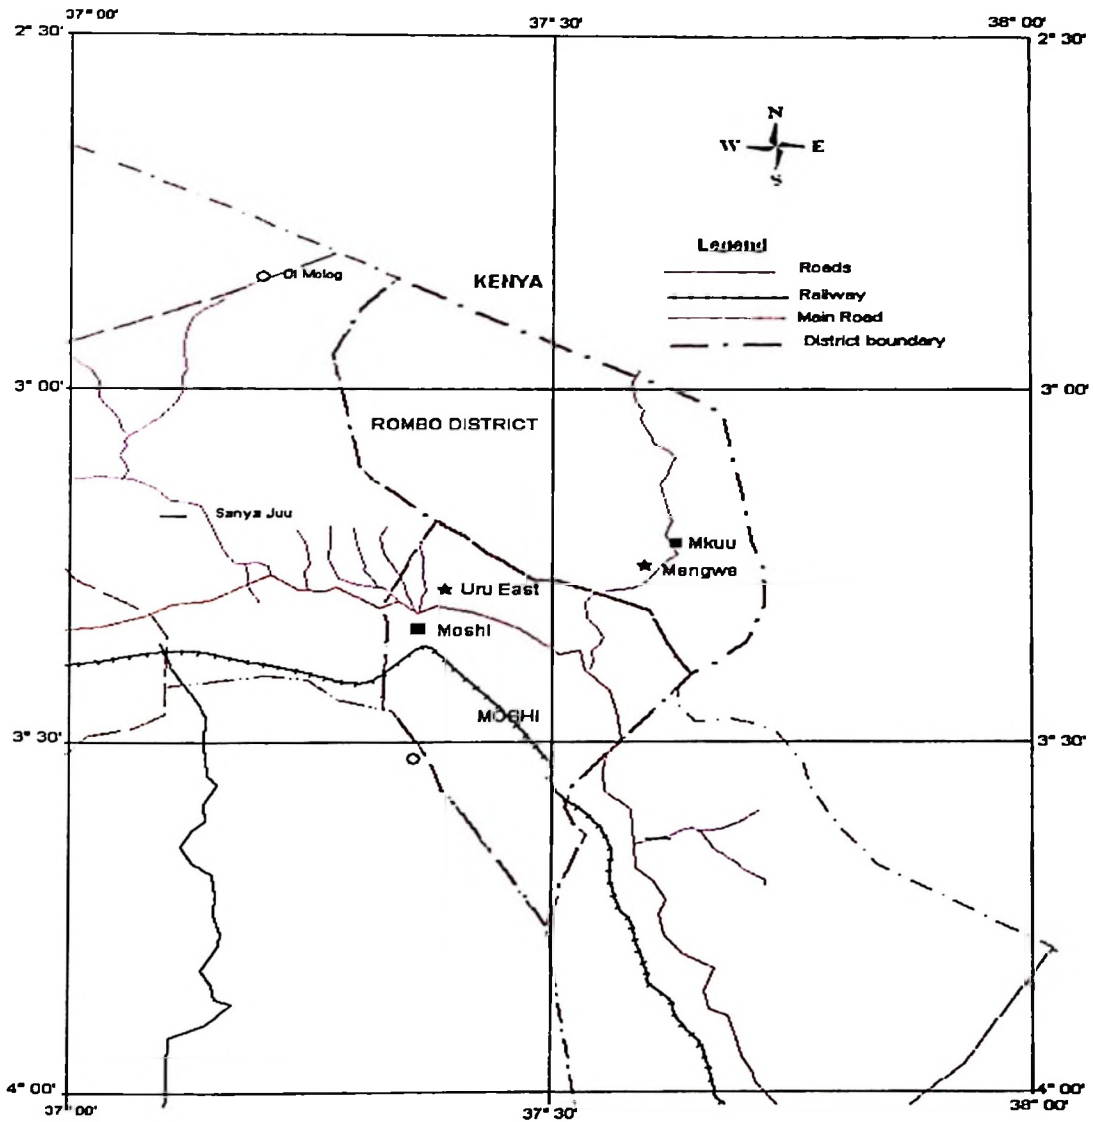 37° 00'
37° 30'
38° 00'
2° 30'
2° 30'
N
W E
S
Legend
Ol Molog
KENYA
Roads
Railway
Main Road
District boundary
3° 00'
3° 00'
ROMBO DISTRICT
Sanya Juu
Mkuu
Mengwe
Uru East
Moshi
MOSHI
3° 30'
3° 30'
4° 00'
4° 00'
37° 00'
37° 30'
38° 00'